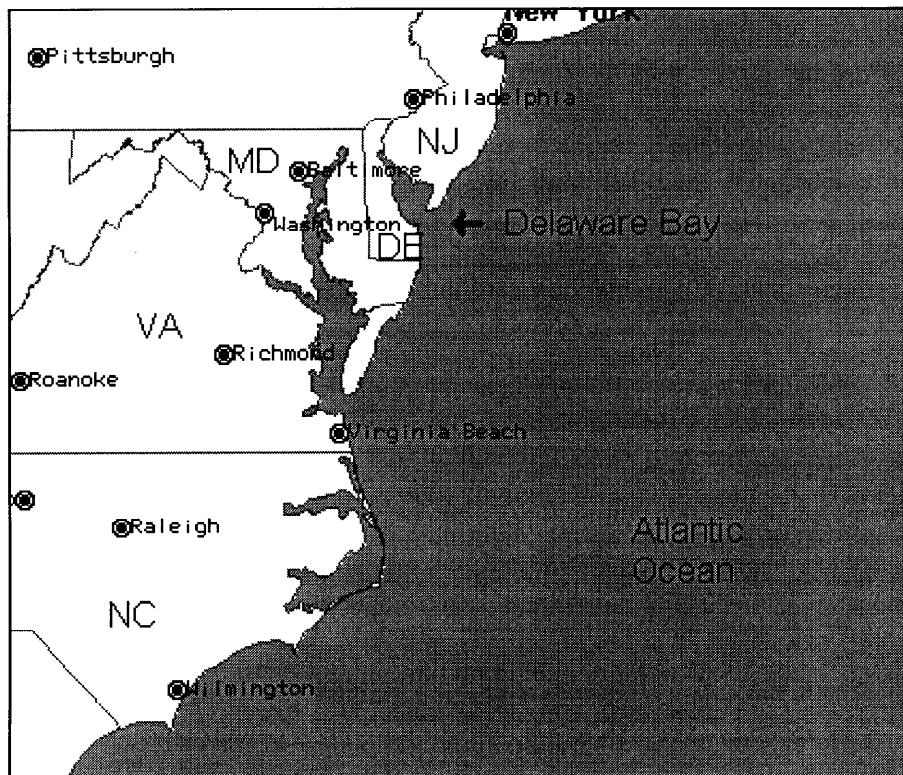 New York
Pittsburgh
Philadelphia
NJ
MD
Baltimore
Washington
Delaware Bay
DE
VA
Richmond
Roanoke
Virginia Beach
Raleigh
Atlantic
Ocean
NC
Wilmington